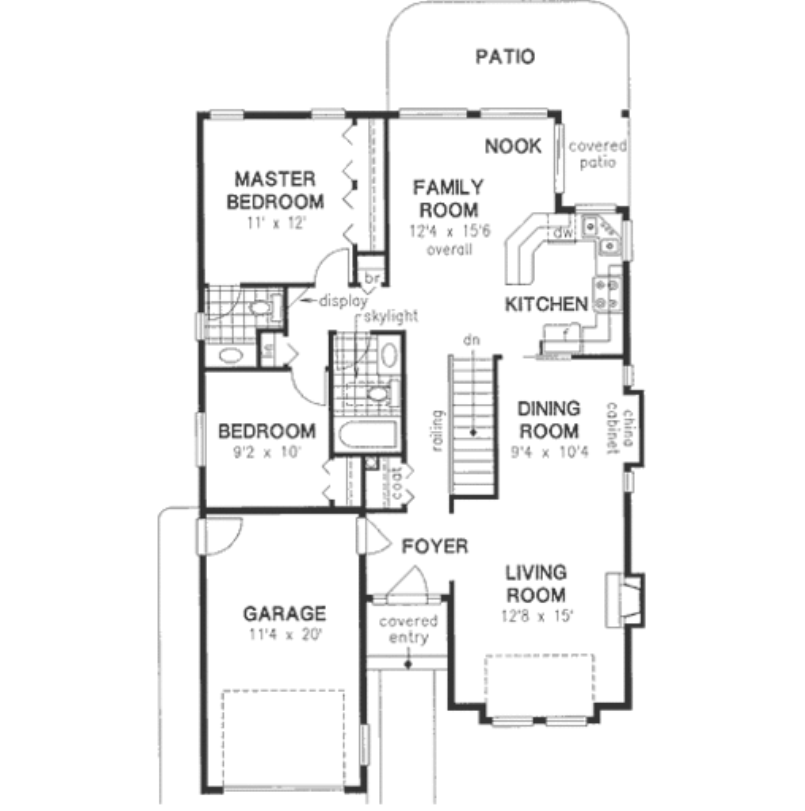 PATIO
NOOK
covered
patio
MASTER
BEDROOM
11' x 12'
FAMILY
ROOM
12'4 x 15'6
overall
dw
br
display
skylight
KITCHEN
r
lin
dn
BEDROOM
9'2 x 10'
railing
DINING
ROOM
9'4 x 10'4
china
cabinet
coat
FOYER
LIVING
ROOM
12'8 x 15'
GARAGE
11'4 x 20'
covered
entry